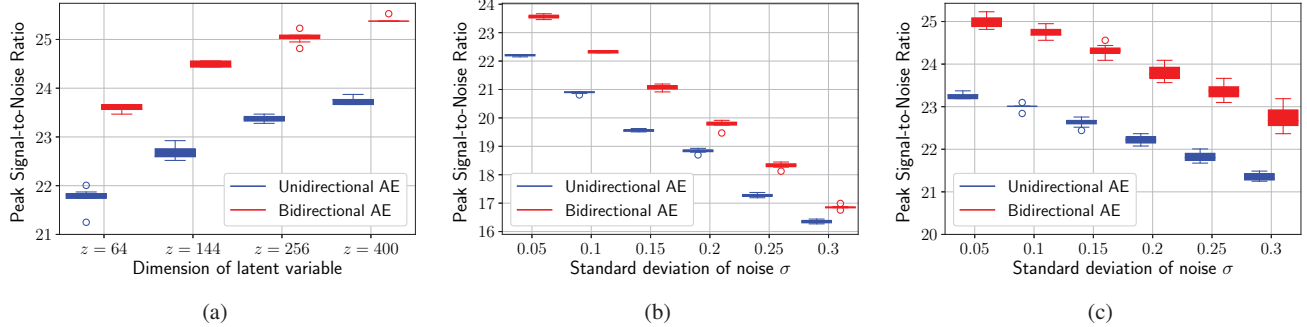 Peak Signal-to-Noise Ratio
25
24
23
22
21
Unidirectional AE
Bidirectional AE
z = 64
z = 144
z = 256
z = 400
Dimension of latent variable
(a)
Peak Signal-to-Noise Ratio
24
23
22
21
20
19
18
17
16
Unidirectional AE
Bidirectional AE
0.05
0.1
0.15
0.2
0.25
0.3
Standard deviation of noise σ
(b)
Peak Signal-to-Noise Ratio
25
24
23
22
21
20
Unidirectional AE
Bidirectional AE
0.05
0.1
0.15
0.2
0.25
0.3
Standard deviation of noise σ
(c)